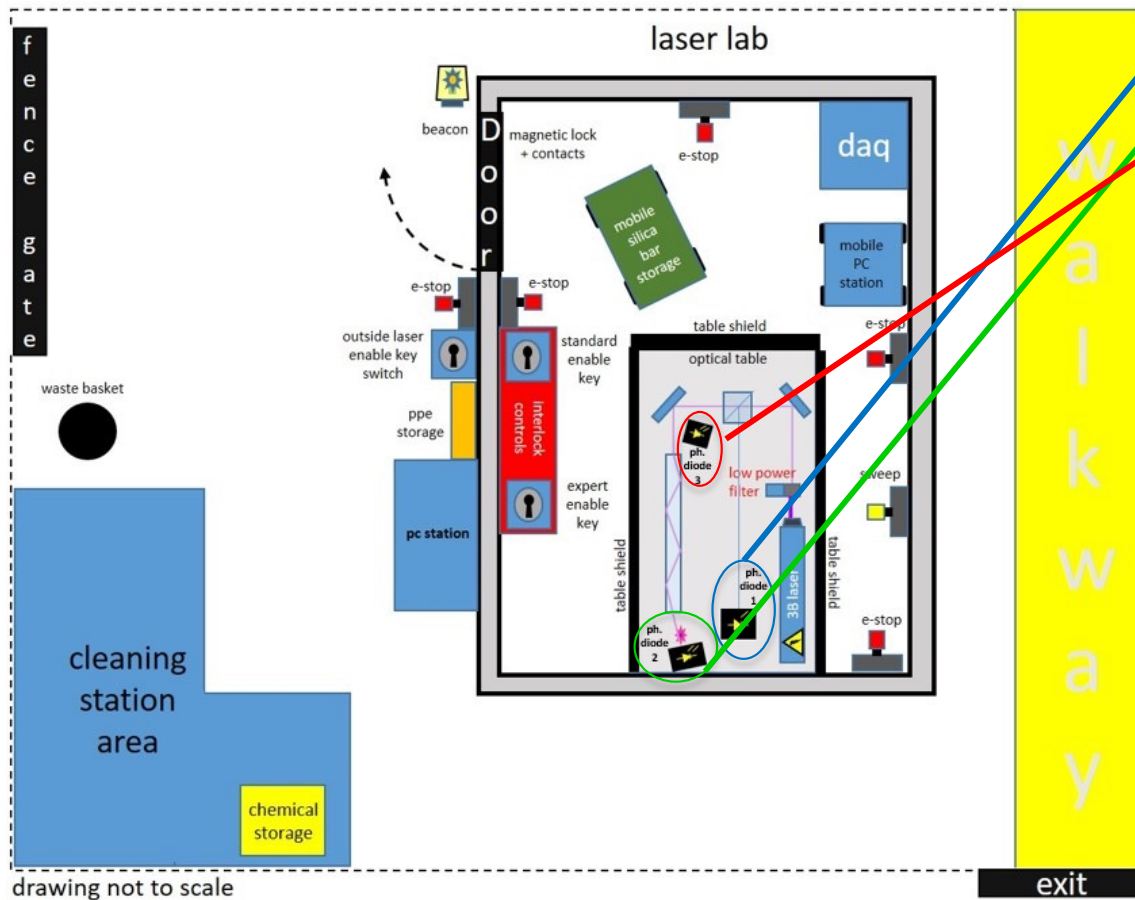 laser lab
fence gate
beacon
Door
magnetic lock
+ contacts
e-stop
daq
mobile
silica
bar
storage
mobile
PC
station
walkway
e-stop
e-stop
outside laser
enable key
switch
standard
enable
key
table shield
optical table
e-stop
waste basket
ppe
storage
interlock
controls
ph.
diode
3
low power
filter
sweep
expert
enable
key
pc station
table shield
ph.
diode
1
3B laser
table shield
ph.
diode
2
e-stop
cleaning
station
area
chemical
storage
drawing not to scale
exit